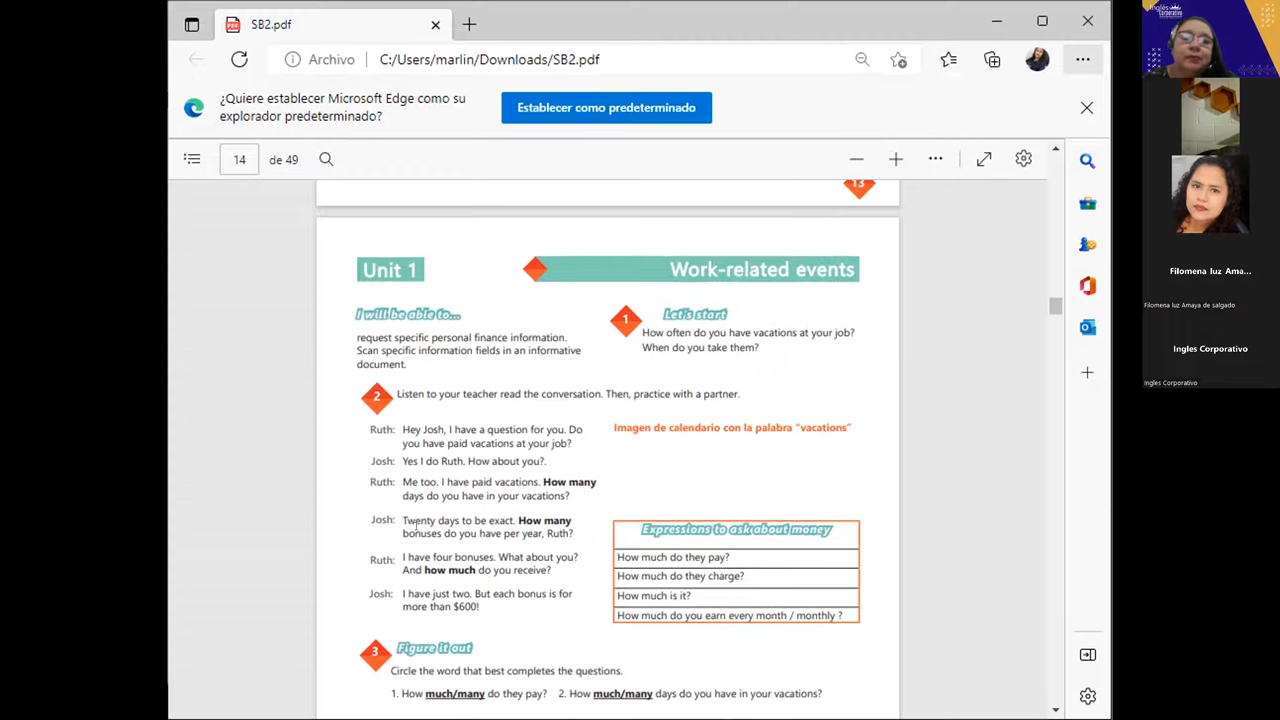 SB2.pdf
Archivo
C:/Users/marlin/Downloads/SB2.pdf
¿Quiere establecer Microsoft Edge como su
explorador predeterminado?
Establecer como predeterminado
14
de 49
13
Unit 1
Work-related events
I will be able to...
request specific personal finance information.
Scan specific information fields in an informative
document.
1
Let's start
How often do you have vacations at your job?
When do you take them?
2
Listen to your teacher read the conversation. Then, practice with a partner.
Ruth: Hey Josh, I have a question for you. Do
you have paid vacations at your job?
Josh: Yes I do Ruth. How about you?.
Ruth: Me too. I have paid vacations. How many
days do you have in your vacations?
Josh: Twenty days to be exact. How many
bonuses do you have per year, Ruth?
Ruth: I have four bonuses. What about you?
And how much do you receive?
Josh: I have just two. But each bonus is for
more than $600!
Imagen de calendario con la palabra “vacations”
Expressions to ask about money
How much do they pay?
How much do they charge?
How much is it?
How much do you earn every month / monthly ?
3
Figure it out
Circle the word that best completes the questions.
1. How much/many do they pay? 2. How much/many days do you have in your vacations?
Inglés
Corporativo
Filomena luz Ama...
Filomena luz Amaya de salgado
Ingles Corporativo
Ingles Corporativo